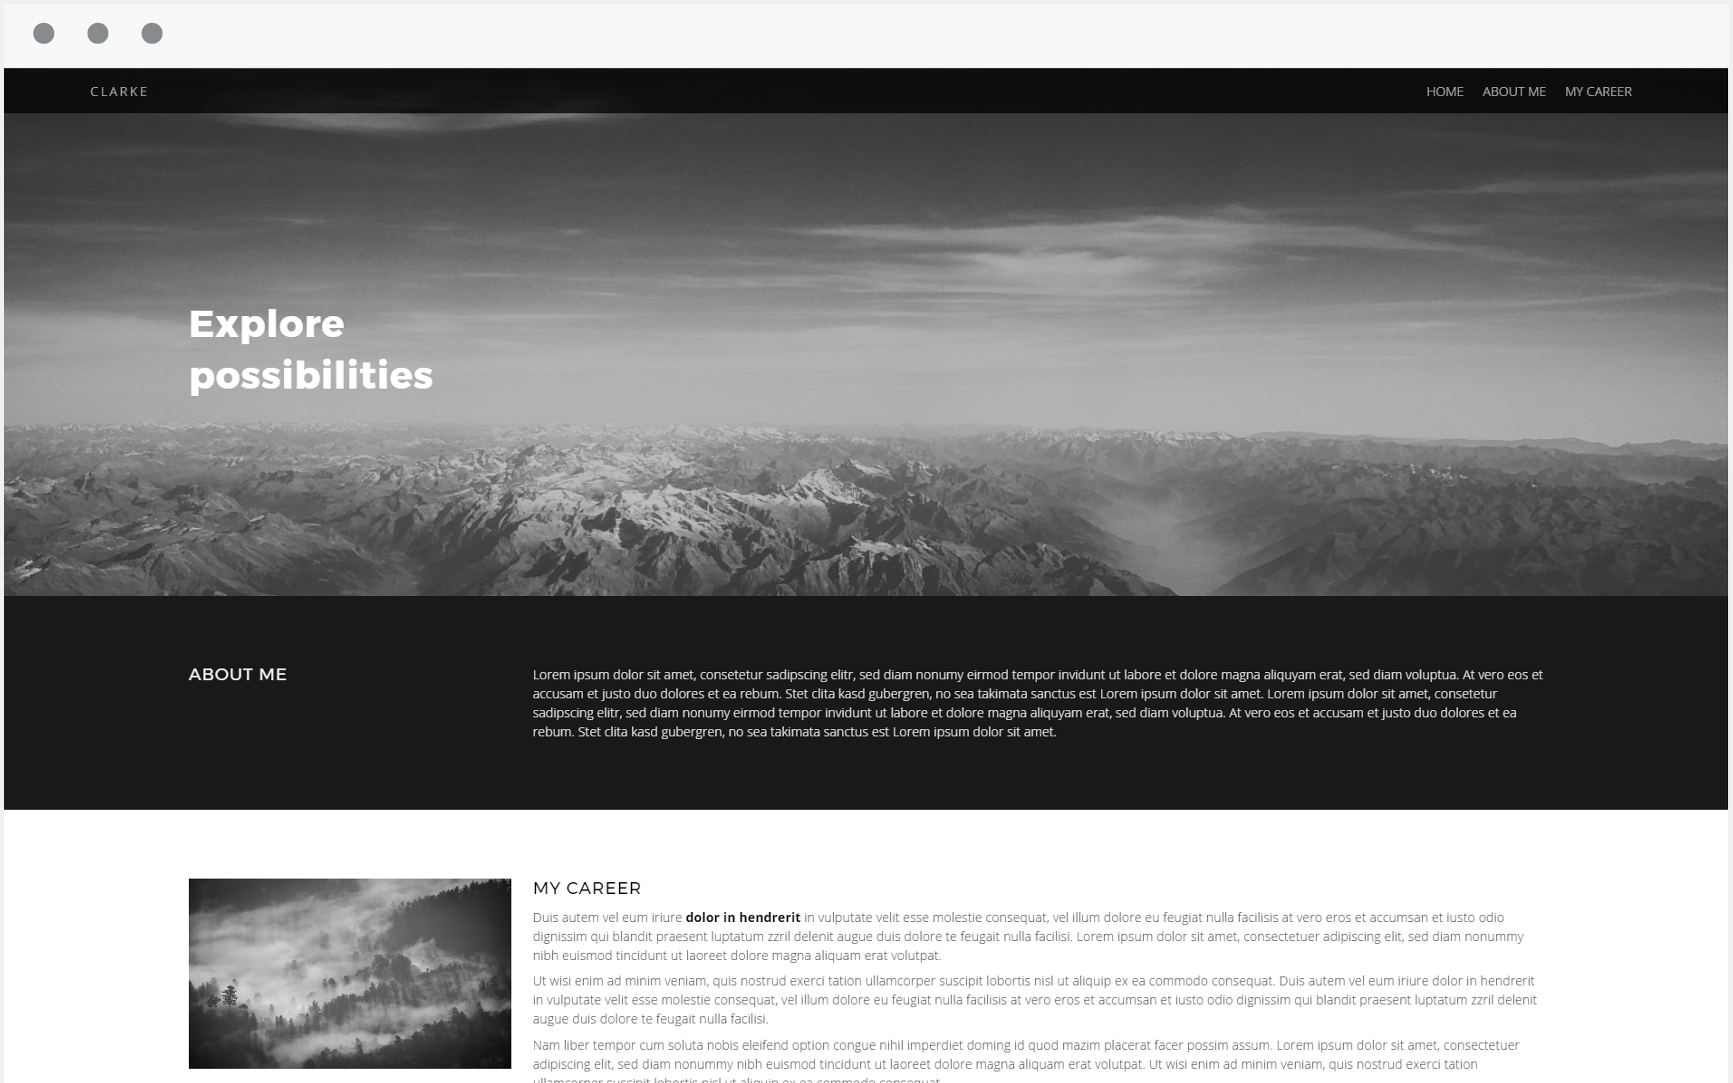 CLARKE
HOME ABOUT ME MY CAREER
Explore
possibilities
ABOUT ME
Lorem ipsum dolor sit amet, consetetur sadipscing elitr, sed diam nonumy eirmod tempor invidunt ut labore et dolore magna aliquyam erat, sed diam voluptua. At vero eos et
accusam et justo duo dolores et ea rebum. Stet clita kasd gubergren, no sea takimata sanctus est Lorem ipsum dolor sit amet. Lorem ipsum dolor sit amet, consetetur
sadipscing elitr, sed diam nonumy eirmod tempor invidunt ut labore et dolore magna aliquyam erat, sed diam voluptua. At vero eos et accusam et justo duo dolores et ea
rebum. Stet clita kasd gubergren, no sea takimata sanctus est Lorem ipsum dolor sit amet.
MY CAREER
Duis autem vel eum iriure dolor in hendrerit in vulputate velit esse molestie consequat, vel illum dolore eu feugiat nulla facilisis at vero eros et accumsan et iusto odio
dignissim qui blandit praesent luptatum zzril delenit augue duis dolore te feugait nulla facilisi. Lorem ipsum dolor sit amet, consectetuer adipiscing elit, sed diam nonummy
nibh euismod tincidunt ut laoreet dolore magna aliquam erat volutpat.
Ut wisi enim ad minim veniam, quis nostrud exerci tation ullamcorper suscipit lobortis nisl ut aliquip ex ea commodo consequat. Duis autem vel eum iriure dolor in hendrerit
in vulputate velit esse molestie consequat, vel illum dolore eu feugiat nulla facilisis at vero eros et accumsan et iusto odio dignissim qui blandit praesent luptatum zzril delenit
augue duis dolore te feugait nulla facilisi.
Nam liber tempor cum soluta nobis eleifend option congue nihil imperdiet doming id quod mazim placerat facer possim assum. Lorem ipsum dolor sit amet, consectetuer
adipiscing elit, sed diam nonummy nibh euismod tincidunt ut laoreet dolore magna aliquam erat volutpat. Ut wisi enim ad minim veniam, quis nostrud exerci tation
ullamcorper suscipit lobortis nisl ut aliquip ex ea commodo consequat.